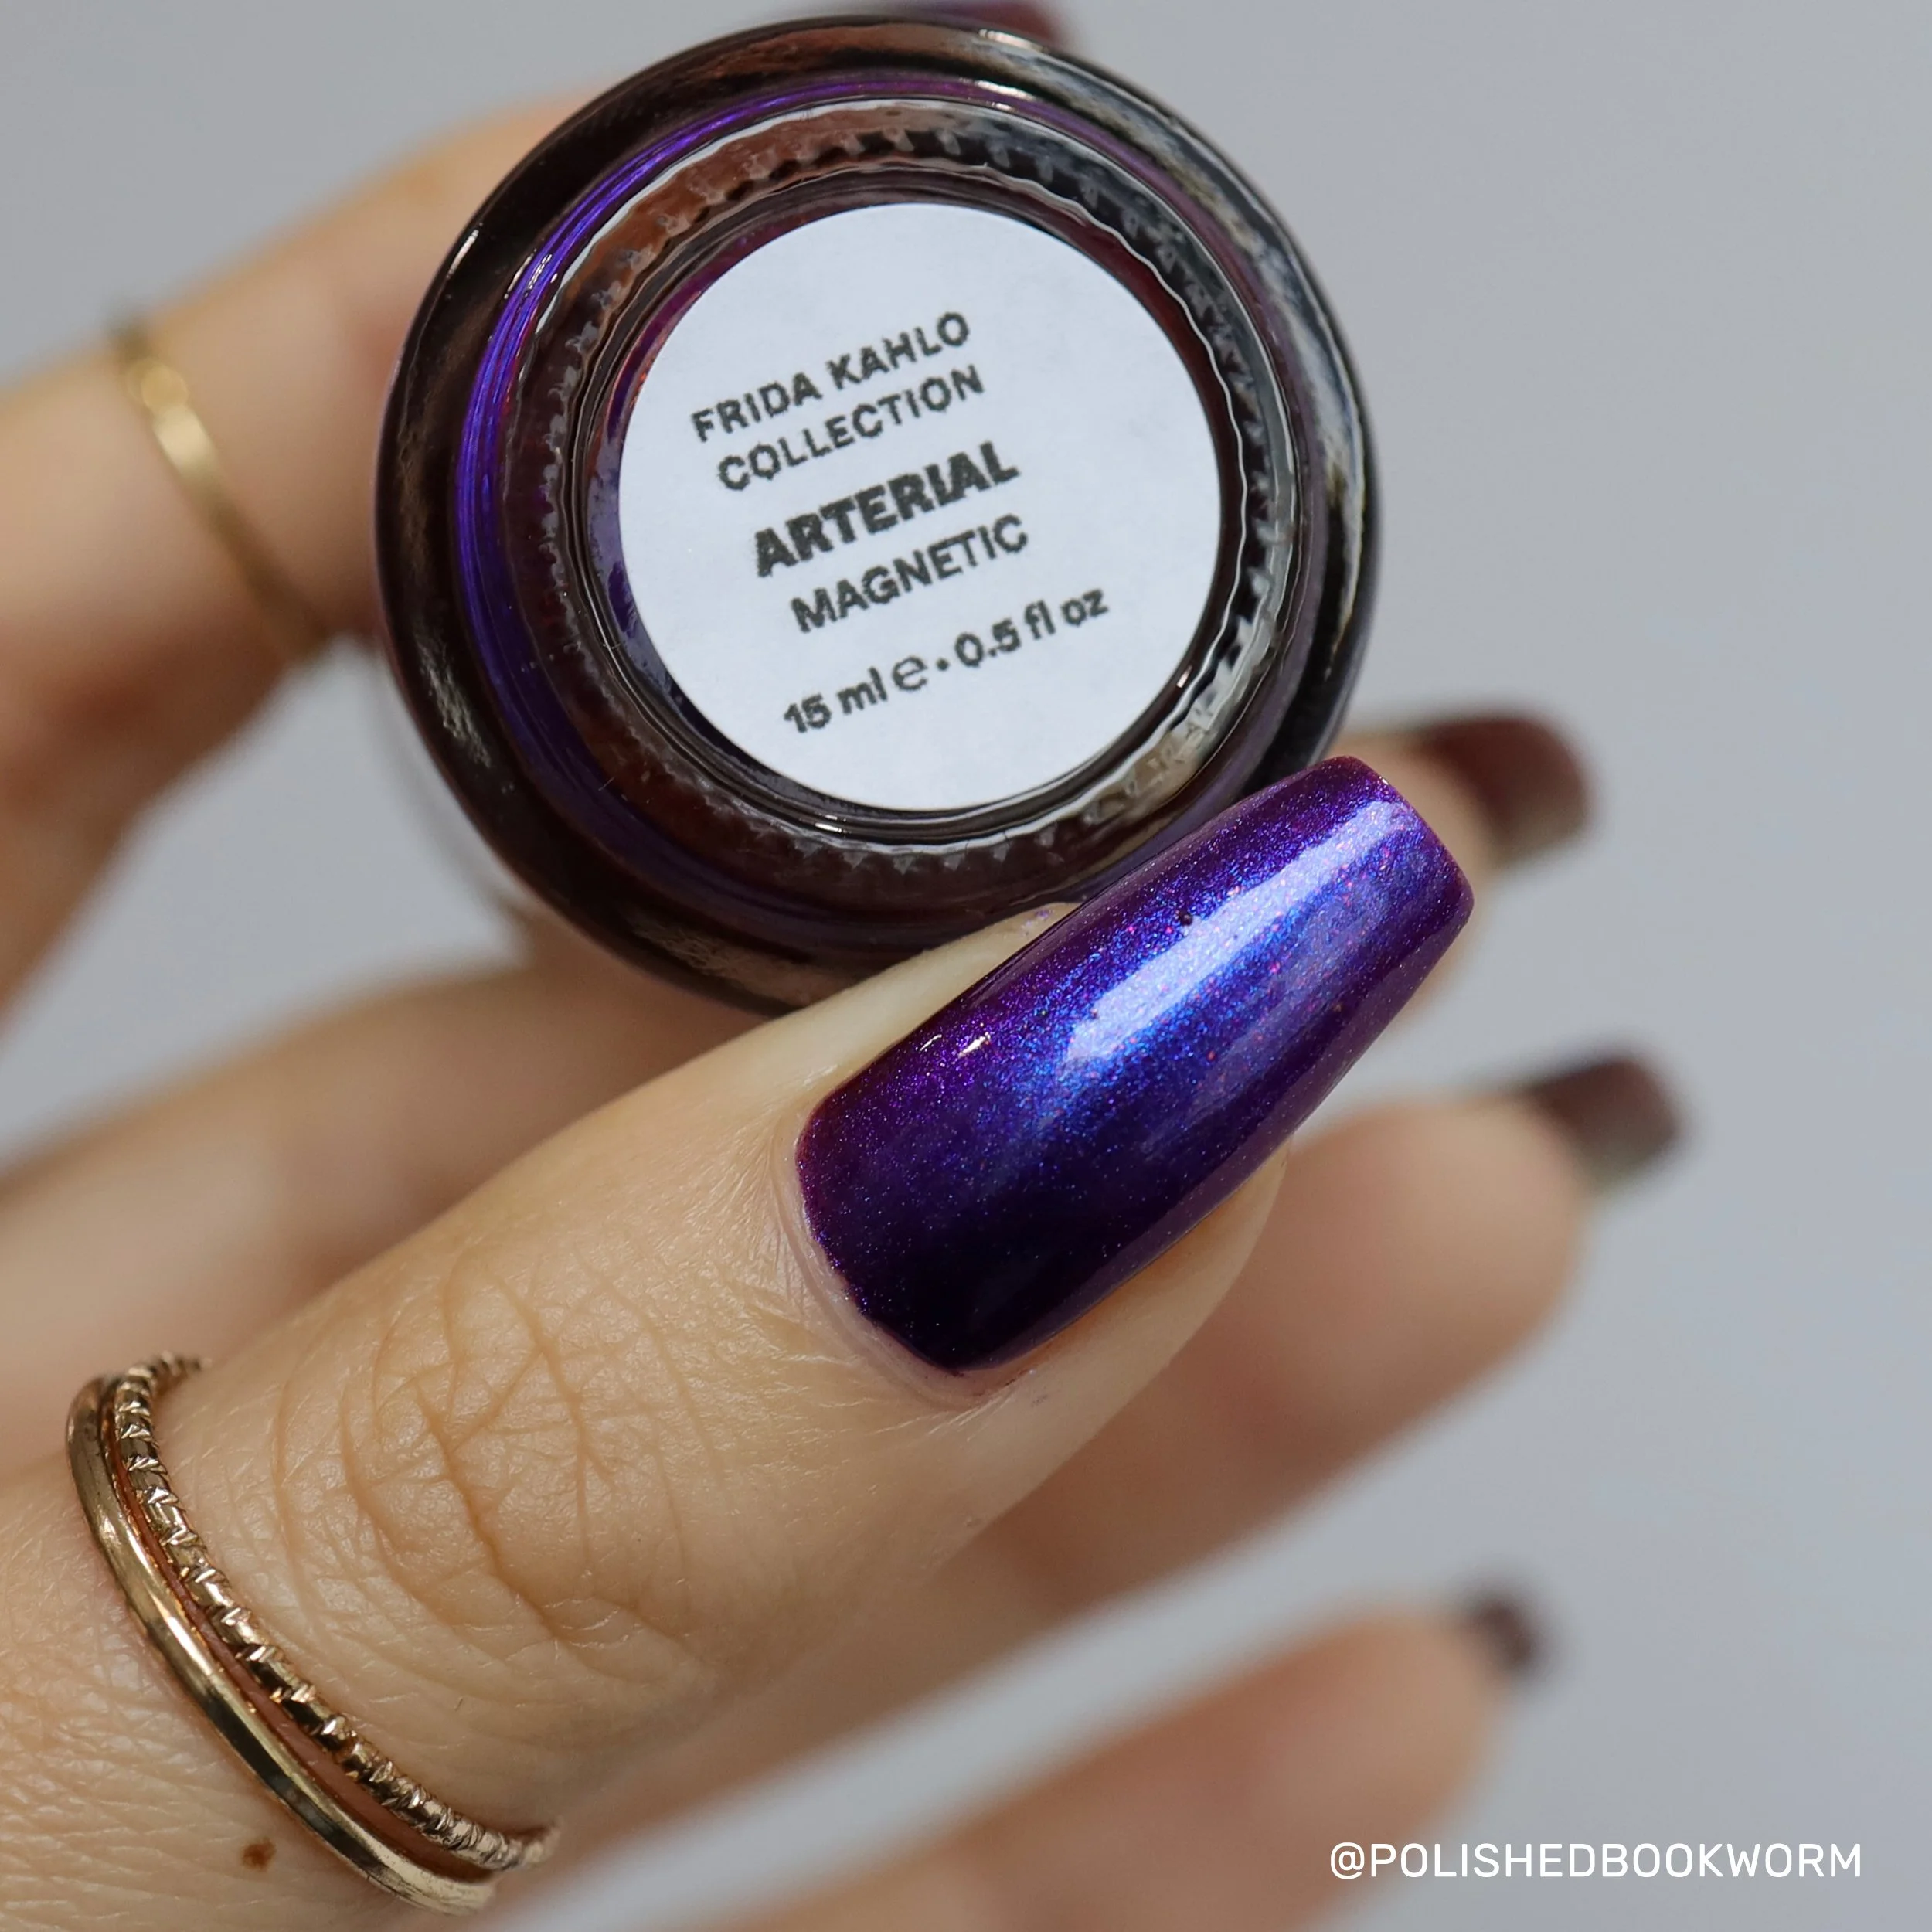 FRIDA KAHLO
COLLECTION
ARTERIAL
MAGNETIC
15 ml ℮ • 0.5 fl oz
@POLISHEDBOOKWORM